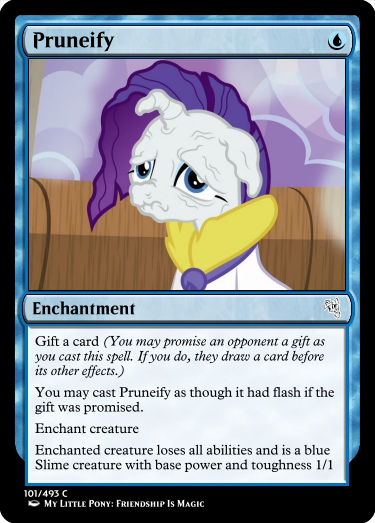 Pruneify
Enchantment
Gift a card (You may promise an opponent a gift as
you cast this spell. If you do, they draw a card before
its other effects.)
You may cast Pruneify as though it had flash if the
gift was promised.
Enchant creature
Enchanted creature loses all abilities and is a blue
Slime creature with base power and toughness 1/1
101/493 C
My Little Pony: Friendship Is Magic